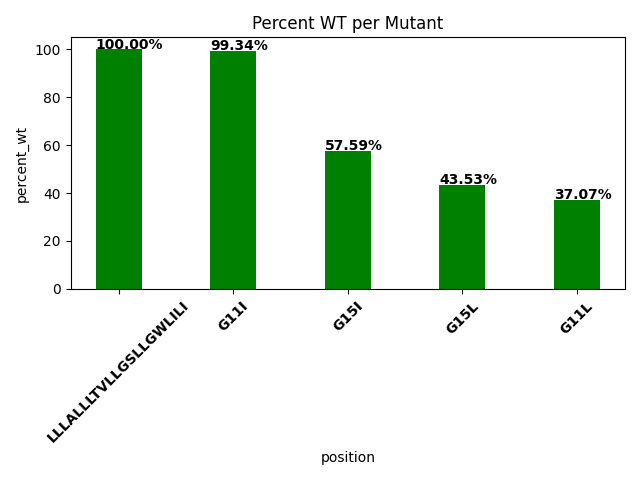 Percent WT per Mutant
percent_wt
100
80
60
40
20
0
100.00%
99.34%
57.59%
43.53%
37.07%
LLLALLLTVLLGSLLGWLILI
G11I
G15I
G15L
G11L
position